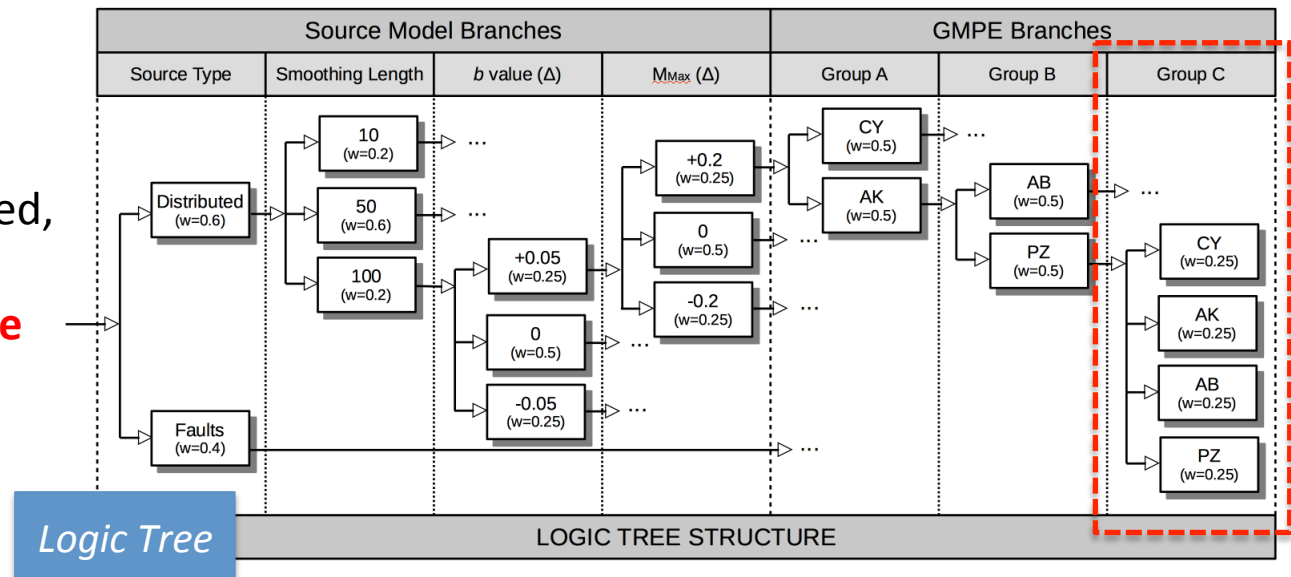 Source Model Branches
GMPE Branches
Source Type
Smoothing Length
b value (Δ)
MMax (Δ)
Group A
Group B
Group C
ed,
e
Distributed
(w=0.6)
Faults
(w=0.4)
10
(w=0.2)
...
50
(w=0.6)
...
100
(w=0.2)
+0.05
(w=0.25)
0
(w=0.5)
...
-0.05
(w=0.25)
...
+0.2
(w=0.25)
0
(w=0.5)
...
-0.2
(w=0.25)
...
...
CY
(w=0.5)
...
AK
(w=0.5)
AB
(w=0.5)
...
PZ
(w=0.5)
CY
(w=0.25)
AK
(w=0.25)
AB
(w=0.25)
PZ
(w=0.25)
Logic Tree
LOGIC TREE STRUCTURE